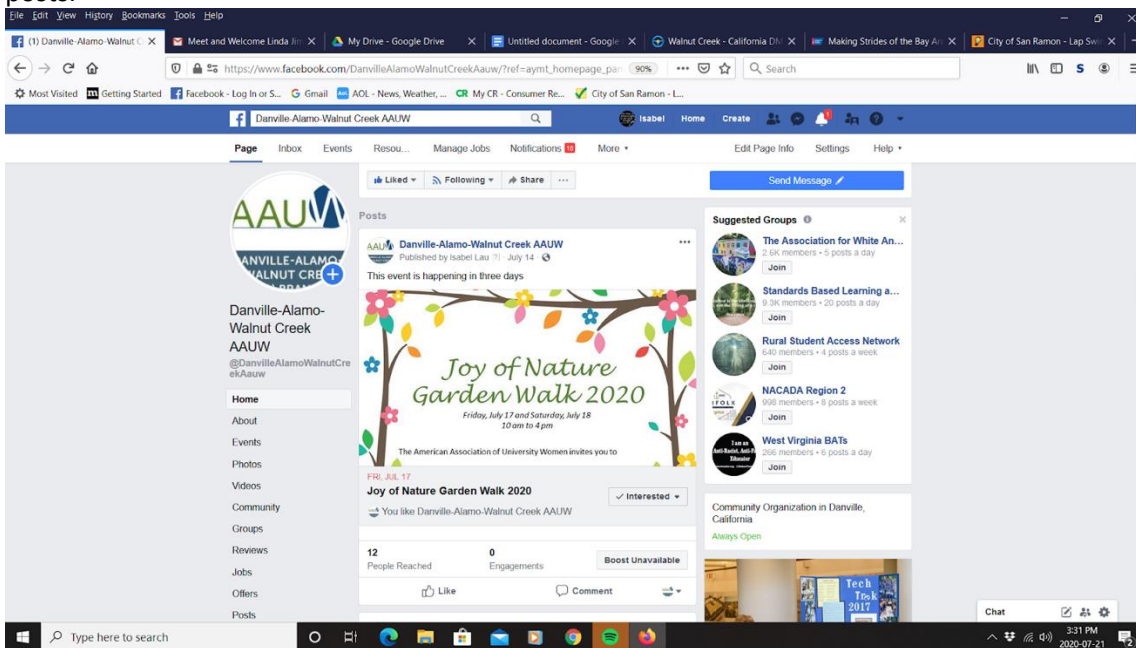 posts.
File Edit View History Bookmarks Tools Help
(1) Danville-Alamo-Walnut C
Meet and Welcome Linda Jim
My Drive - Google Drive
Untitled document - Google
Walnut Creek - California DM
Making Strides of the Bay Are
City of San Ramon - Lap Swim
https://www.facebook.com/DanvilleAlamoWalnutCreekAauw/?ref=aymt_homepage_pan
90%
Search
Most Visited
Getting Started
Facebook - Log In or S...
Gmail
AOL - News, Weather, ...
CR My CR - Consumer Re...
City of San Ramon - L...
Danville-Alamo-Walnut Creek AAUW
Isabel Home Create
Page Inbox Events Resou... Manage Jobs Notifications 18 More
Edit Page Info Settings Help
Liked Following Share ...
Send Message
AAUW
DANVILLE-ALAMO-
WALNUT CRE
Danville-Alamo-
Walnut Creek
AAUW
@DanvilleAlamoWalnutCre
ekAauw
Home
About
Events
Photos
Videos
Community
Groups
Reviews
Jobs
Offers
Posts
Posts
AAUW
Danville-Alamo-Walnut Creek AAUW
Published by Isabel Lau [?] · July 14 ·
This event is happening in three days
Joy of Nature
Garden Walk 2020
Friday, July 17 and Saturday, July 18
10 am to 4 pm
The American Association of University Women invites you to
FRI, JUL 17
Joy of Nature Garden Walk 2020
You like Danville-Alamo-Walnut Creek AAUW
Interested
12
People Reached
0
Engagements
Boost Unavailable
Like Comment
Suggested Groups
The Association for White An...
2.6K members • 5 posts a day
Join
Standards Based Learning a...
9.3K members • 20 posts a day
Join
Rural Student Access Network
640 members • 4 posts a week
Join
NACADA Region 2
998 members • 8 posts a week
Join
West Virginia BATs
266 members • 6 posts a day
Join
I am an
Anti-Racist, Anti-F
Educator
Community Organization in Danville,
California
Always Open
Tech
Trek
2017
Chat
Type here to search
3:31 PM
2020-07-21